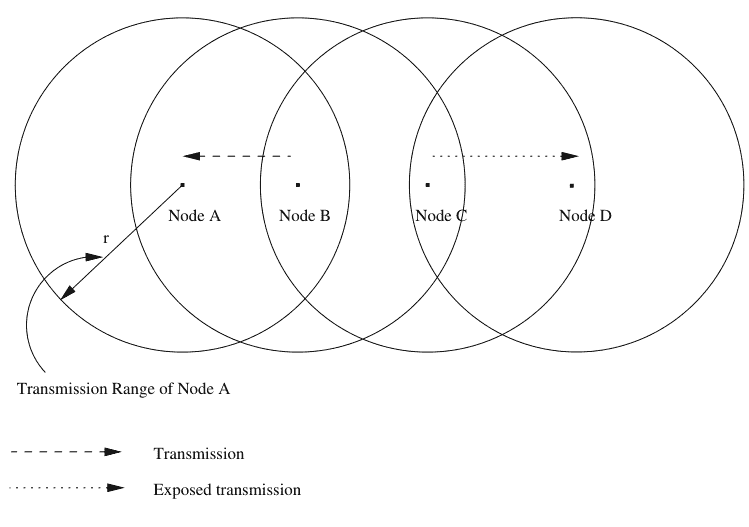 Node A
Node B
Node C
Node D
r
Transmission Range of Node A
Transmission
Exposed transmission